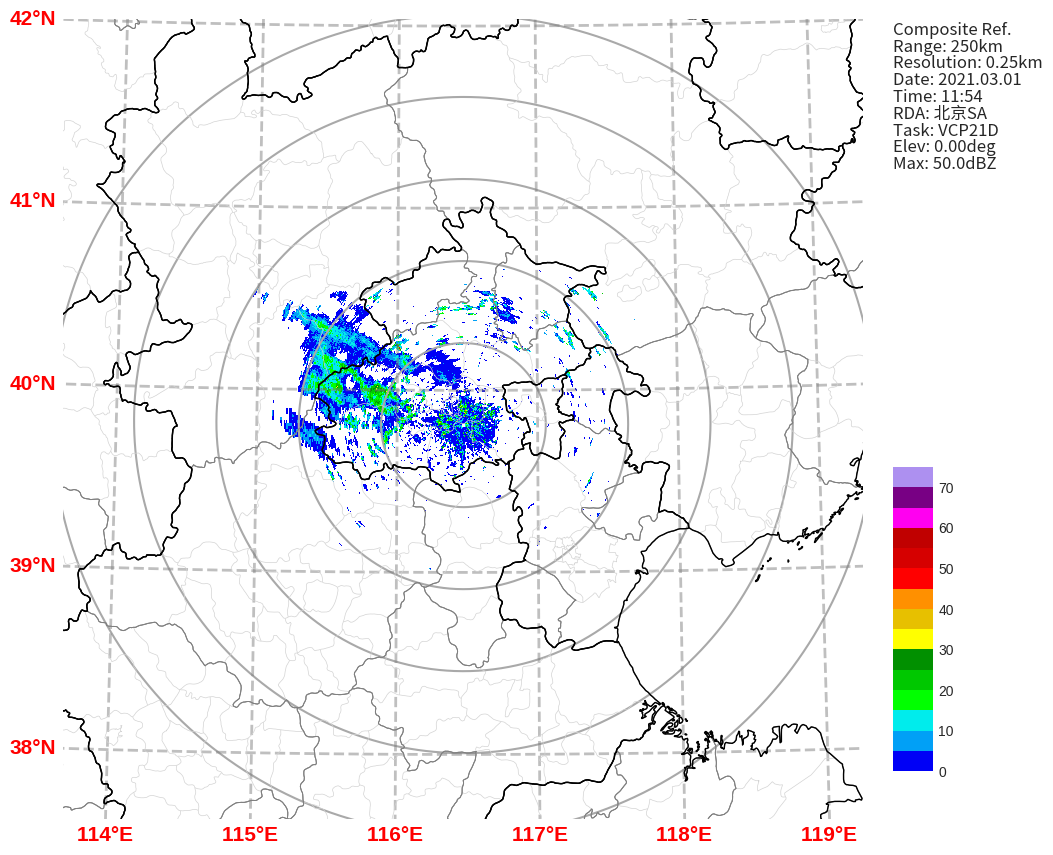 42°N
41°N
40°N
39°N
38°N
114°E 115°E 116°E 117°E 118°E 119°E
Composite Ref.
Range: 250km
Resolution: 0.25km
Date: 2021.03.01
Time: 11:54
RDA: 北京SA
Task: VCP21D
Elev: 0.00deg
Max: 50.0dBZ
70
60
50
40
30
20
10
0